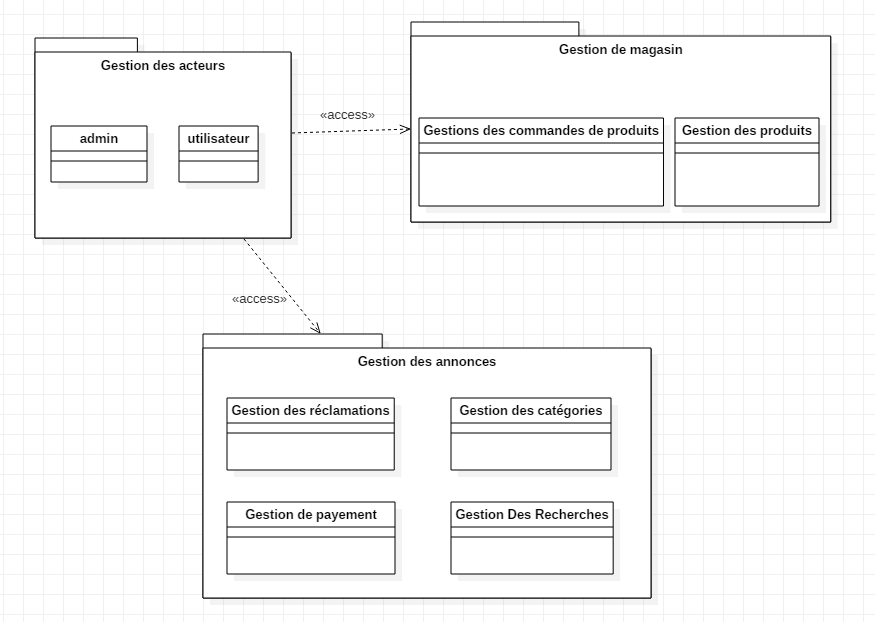 Gestion des acteurs
admin
utilisateur
«access»
Gestion de magasin
Gestions des commandes de produits
Gestion des produits
«access»
Gestion des annonces
Gestion des réclamations
Gestion des catégories
Gestion de payement
Gestion Des Recherches